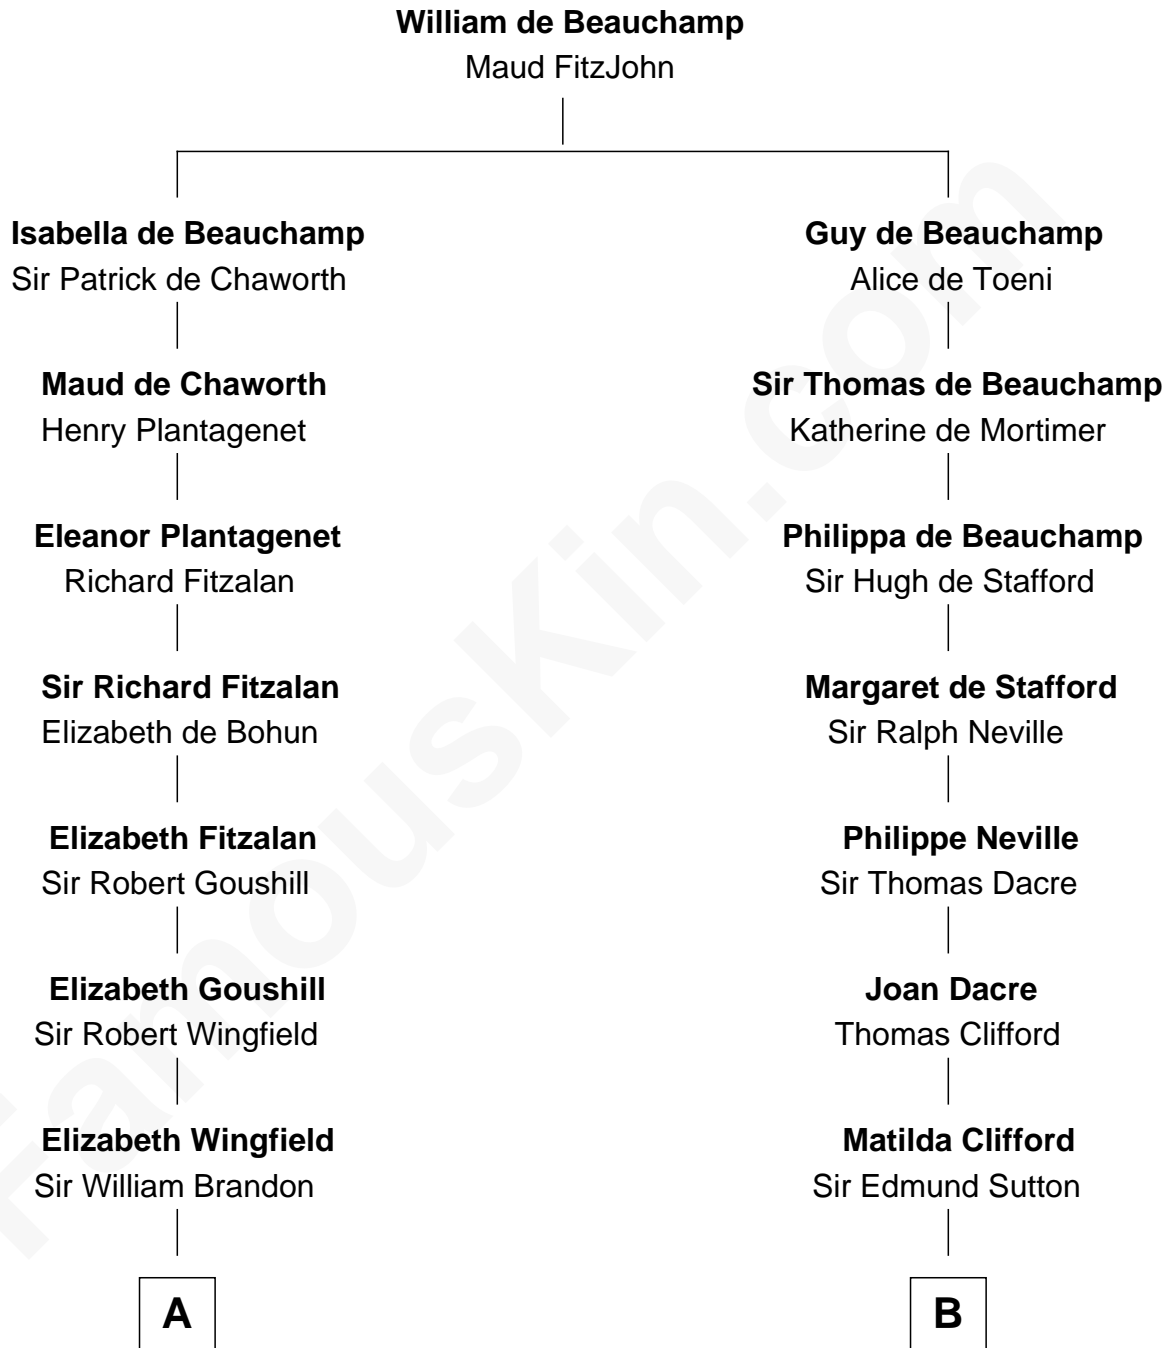 William de Beauchamp
Maud FitzJohn
Isabella de Beauchamp
Sir Patrick de Chaworth
Guy de Beauchamp
Alice de Toeni
Maud de Chaworth
Henry Plantagenet
Sir Thomas de Beauchamp
Katherine de Mortimer
Eleanor Plantagenet
Richard Fitzalan
Philippa de Beauchamp
Sir Hugh de Stafford
Sir Richard Fitzalan
Elizabeth de Bohun
Margaret de Stafford
Sir Ralph Neville
Elizabeth Fitzalan
Sir Robert Goushill
Philippe Neville
Sir Thomas Dacre
Elizabeth Goushill
Sir Robert Wingfield
Joan Dacre
Thomas Clifford
Elizabeth Wingfield
Sir William Brandon
Matilda Clifford
Sir Edmund Sutton
A
B
FamousKin.com